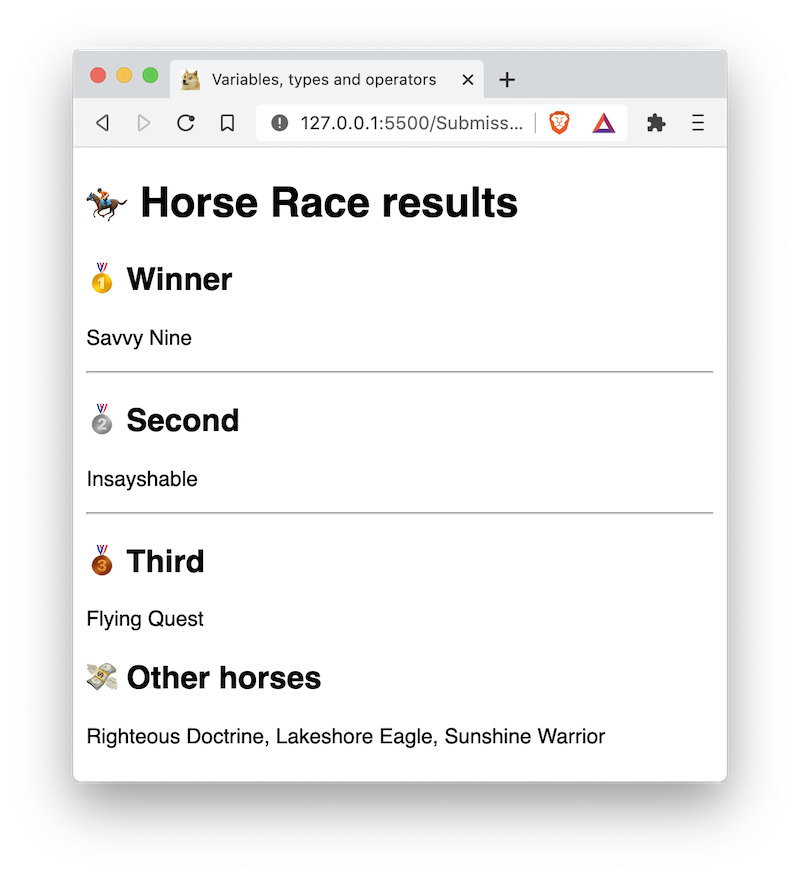 Variables, types and operators
127.0.0.1:5500/Submiss...
🏇 Horse Race results
🥇 Winner
Savvy Nine
🥈 Second
Insayshable
🥉 Third
Flying Quest
💸 Other horses
Righteous Doctrine, Lakeshore Eagle, Sunshine Warrior